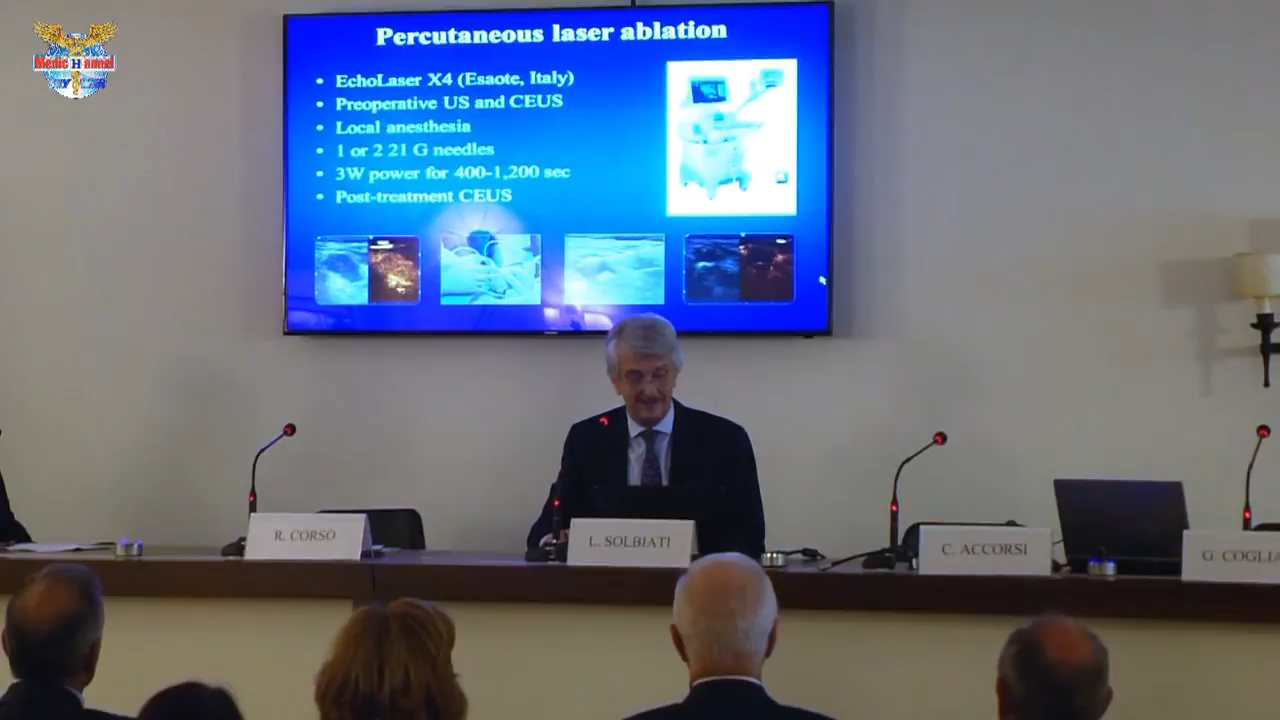 Percutaneous laser ablation
• EchoLaser X4 (Esaote, Italy)
• Preoperative US and CEUS
• Local anesthesia
• 1 or 2 21 G needles
• 3W power for 400-1,200 sec
• Post-treatment CEUS
R. CORSO
L. SOLBIATI
C. ACCORSI
G. COGLIA